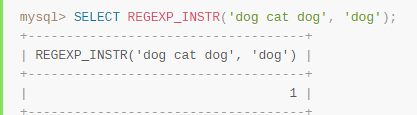 mysql> SELECT REGEXP_INSTR('dog cat dog', 'dog');
+------------------------------------+
| REGEXP_INSTR('dog cat dog', 'dog') |
+------------------------------------+
|                                  1 |
+------------------------------------+